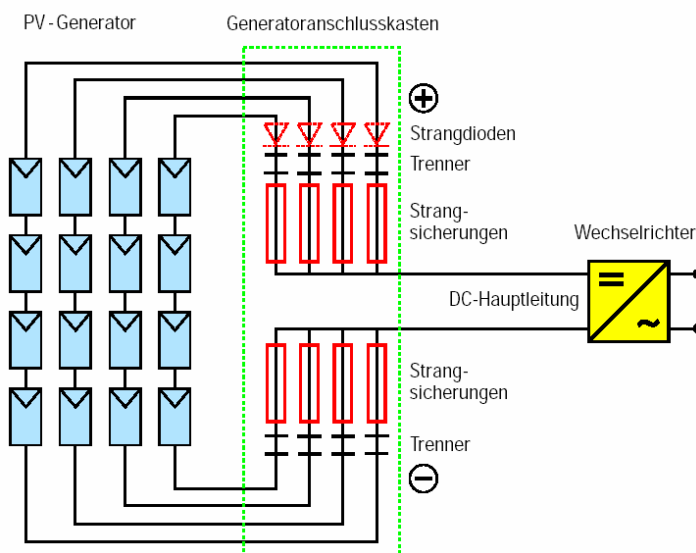 PV - Generator
Generatoranschlusskasten
Strangdioden
Trenner
Strang-
sicherungen
Wechselrichter
DC-Hauptleitung
Strang-
sicherungen
Trenner